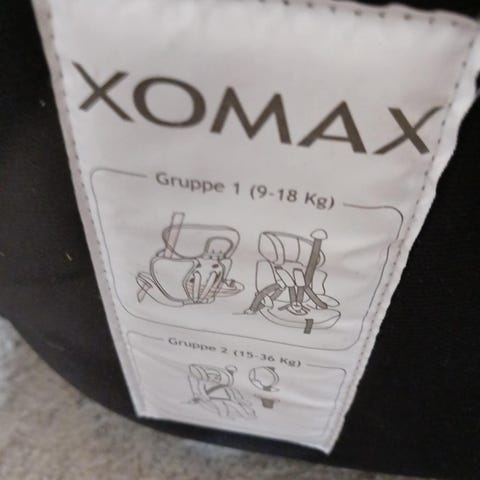 XOMAX
Gruppe 1 (9-18 Kg)
Gruppe 2 (15-36 Kg)